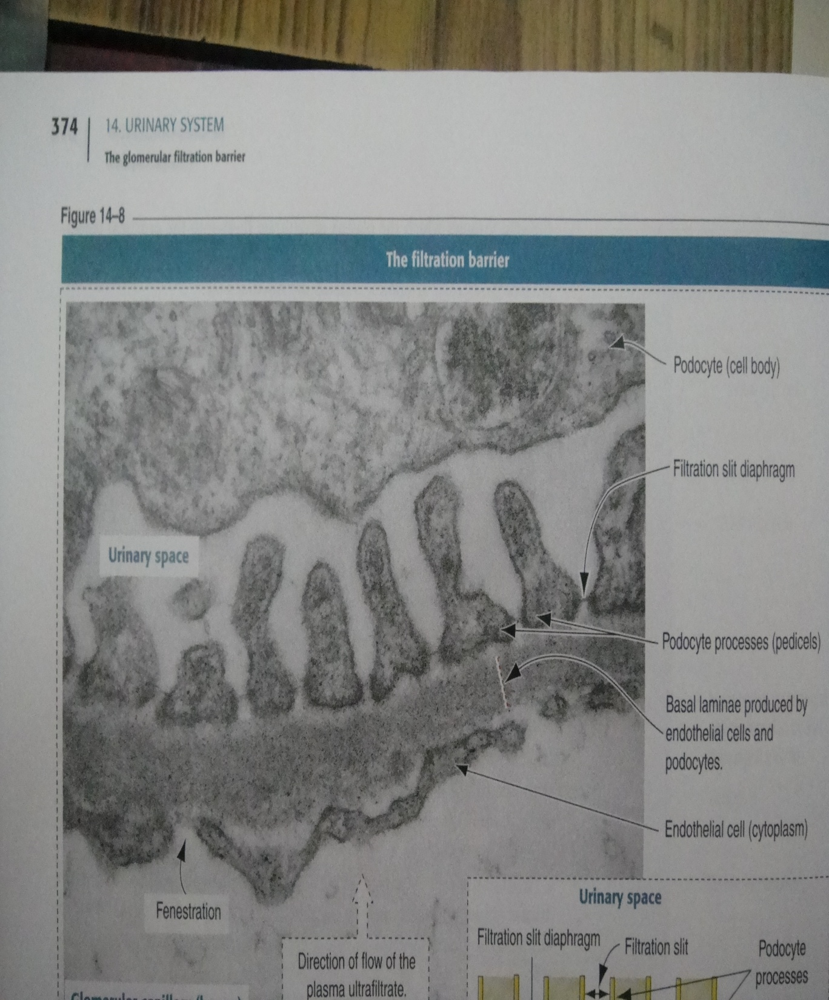 374
14. URINARY SYSTEM
The glomerular filtration barrier
Figure 14–8
The filtration barrier
Podocyte (cell body)
Filtration slit diaphragm
Urinary space
Podocyte processes (pedicels)
Basal laminae produced by
endothelial cells and
podocytes.
Endothelial cell (cytoplasm)
Fenestration
Direction of flow of the
plasma ultrafiltrate.
Urinary space
Filtration slit diaphragm
Filtration slit
Podocyte
processes
Glomerular capillary